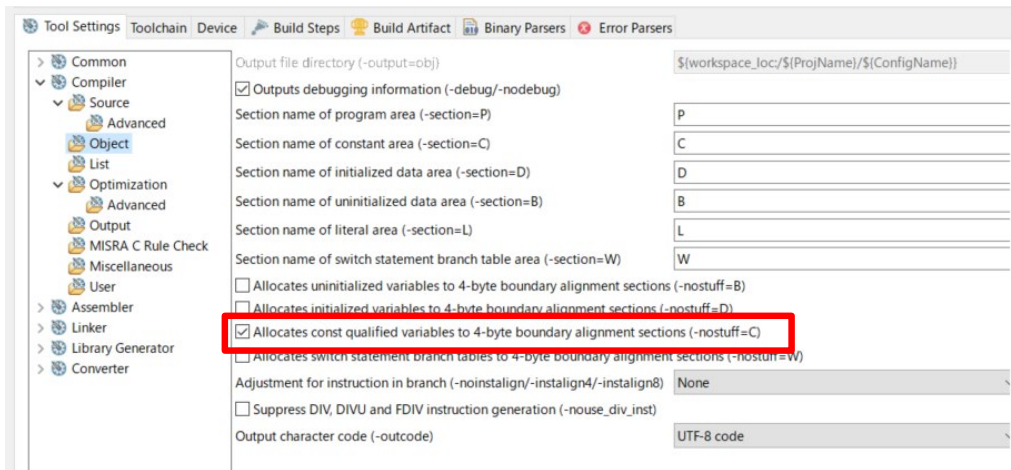 Tool Settings Toolchain Device Build Steps Build Artifact Binary Parsers Error Parsers
Common
Compiler
Source
Advanced
Object
List
Optimization
Advanced
Output
MISRA C Rule Check
Miscellaneous
User
Assembler
Linker
Library Generator
Converter
Output file directory (-output=obj) ${workspace_loc:/${ProjName}/${ConfigName}}
Outputs debugging information (-debug/-nodebug)
Section name of program area (-section=P) P
Section name of constant area (-section=C) C
Section name of initialized data area (-section=D) D
Section name of uninitialized data area (-section=B) B
Section name of literal area (-section=L) L
Section name of switch statement branch table area (-section=W) W
Allocates uninitialized variables to 4-byte boundary alignment sections (-nostuff=B)
Allocates initialized variables to 4-byte boundary alignment sections (-nostuff=D)
Allocates const qualified variables to 4-byte boundary alignment sections (-nostuff=C)
Allocates switch statement branch tables to 4-byte boundary alignment sections (-nostuff=W)
Adjustment for instruction in branch (-noinstalign/-instalign4/-instalign8) None
Suppress DIV, DIVU and FDIV instruction generation (-nouse_div_inst)
Output character code (-outcode) UTF-8 code